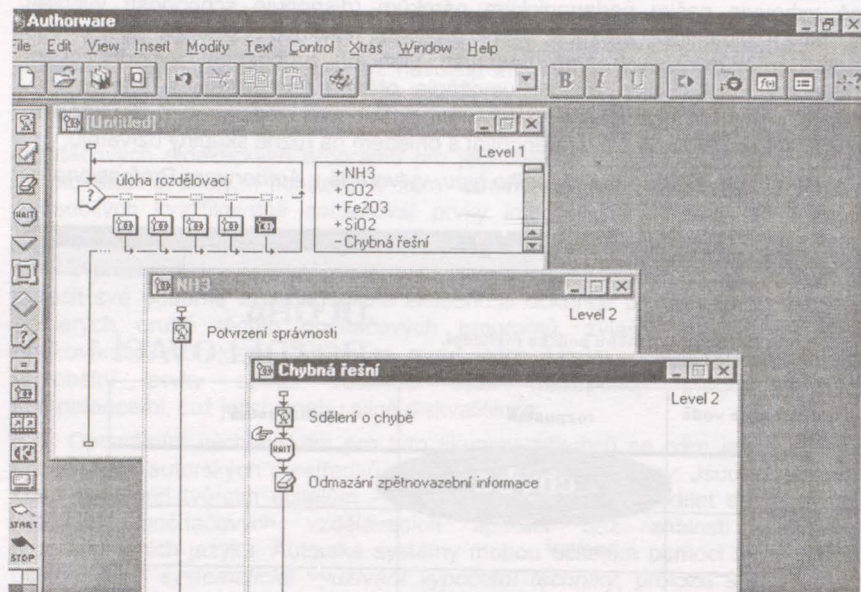 Authorware
File Edit View Insert Modify Text Control Xtras Window Help
B I U
[Untitled]
Level 1
úloha rozdělovací
+NH3
+CO2
+Fe2O3
+SiO2
-Chybná řešní
WAIT
NH3
Level 2
Potvrzení správnosti
Chybná řešní
Level 2
Sdělení o chybě
WAIT
Odmazání zpětnovazební informace
START
STOP